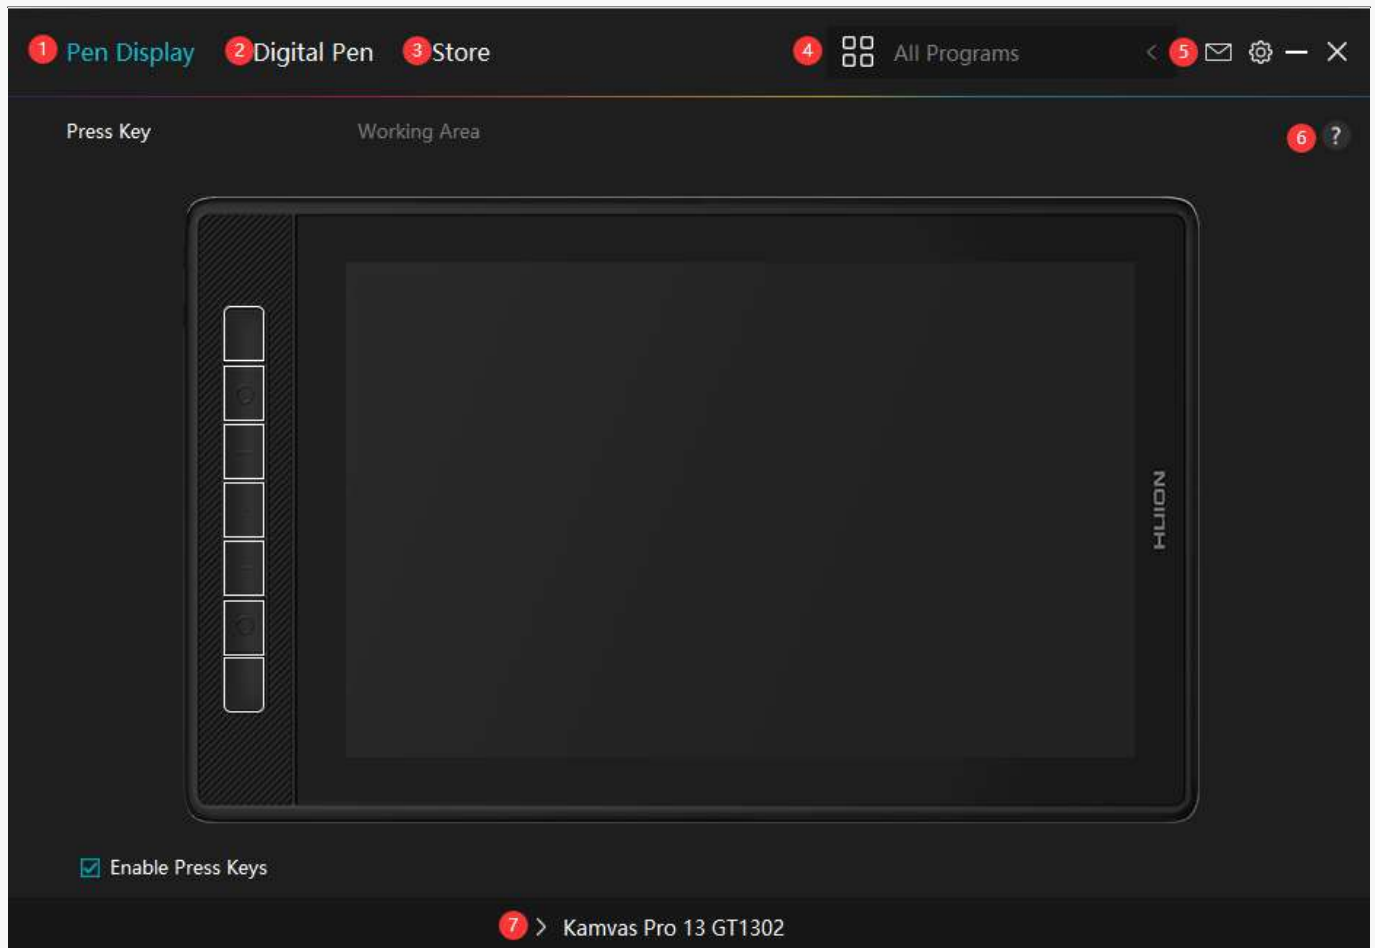 1 Pen Display 2 Digital Pen 3 Store 4 All Programs 5
Press Key Working Area 6 ?
HUION
Enable Press Keys
7 > Kamvas Pro 13 GT1302